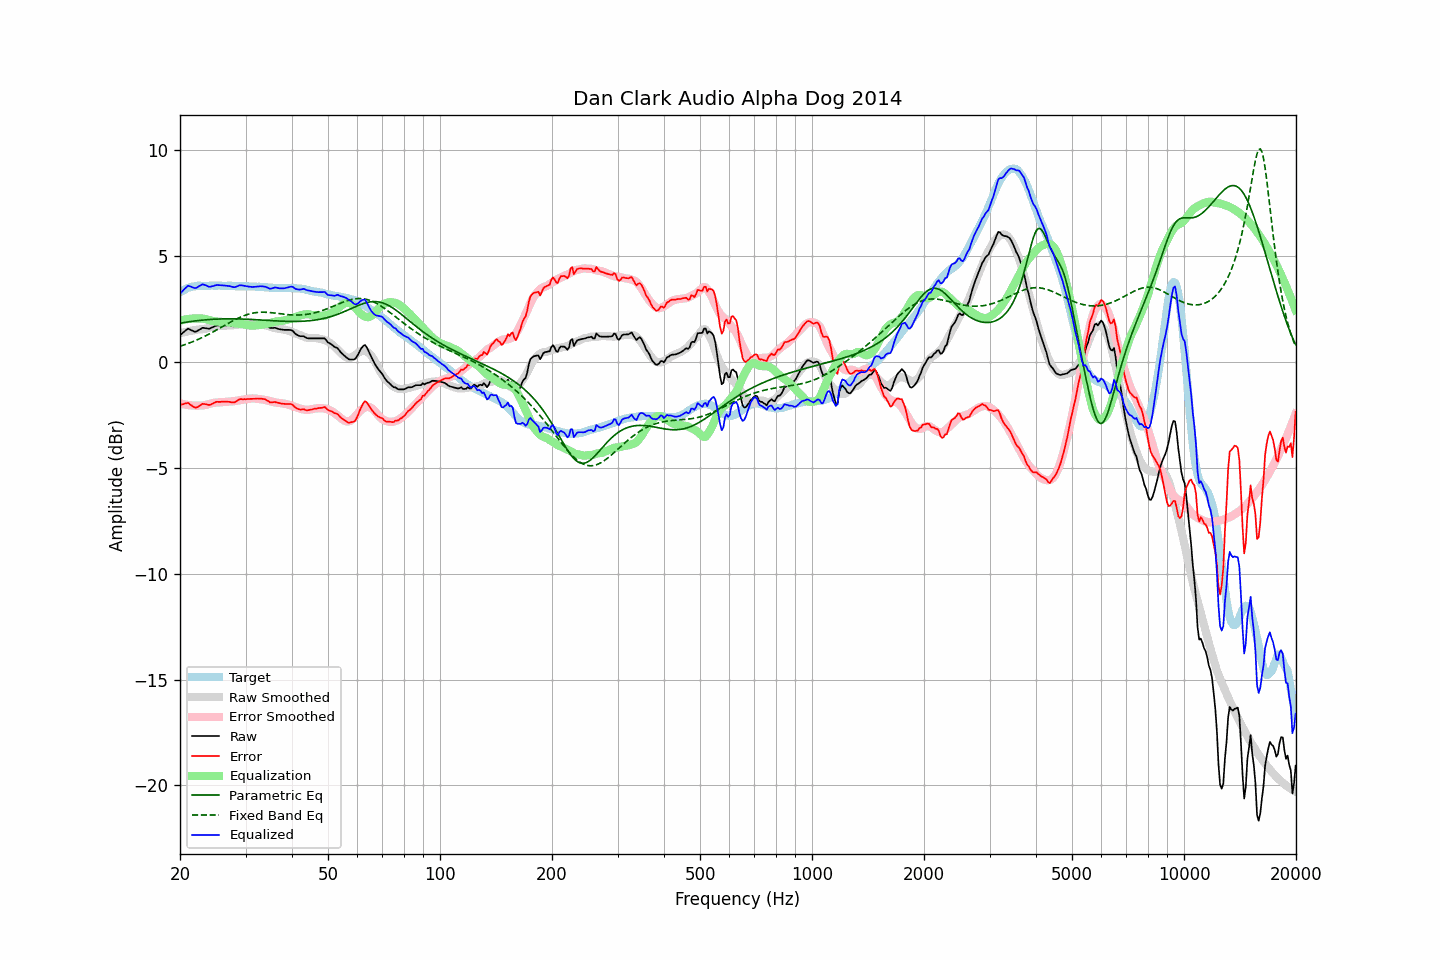 Dan Clark Audio Alpha Dog 2014
Amplitude (dBr)
10
5
0
−5
−10
−15
−20
Target
Raw Smoothed
Error Smoothed
Raw
Error
Equalization
Parametric Eq
Fixed Band Eq
Equalized
20 50 100 200 500 1000 2000 5000 10000 20000
Frequency (Hz)